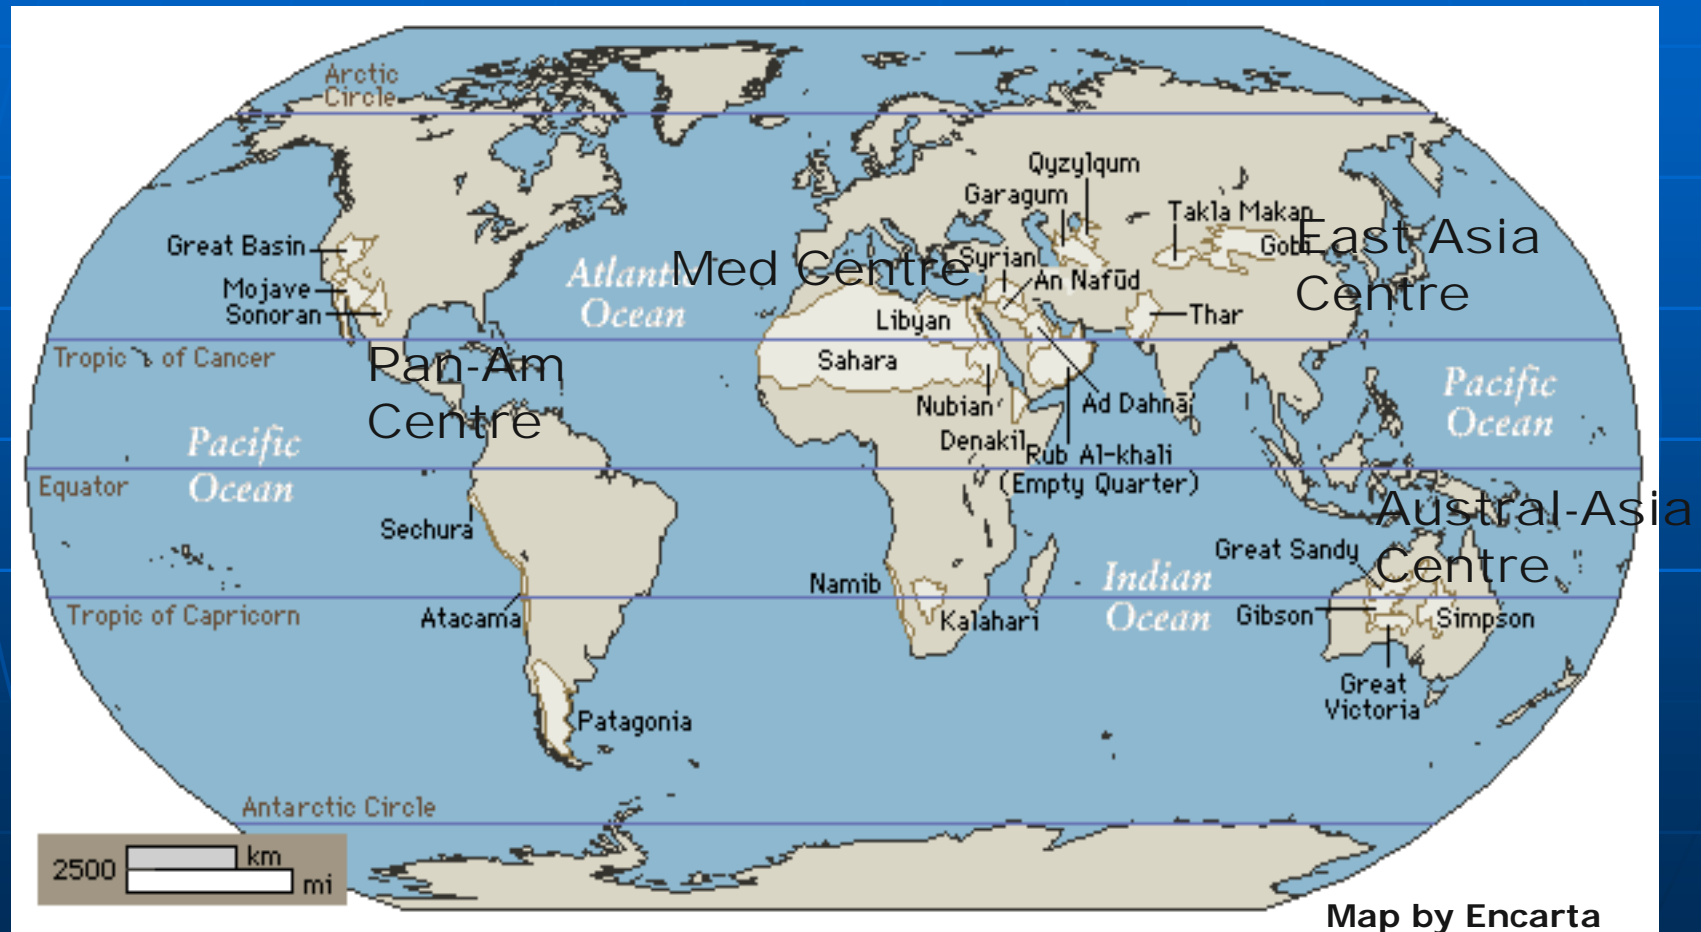 Arctic
Circle
Qyzylqum
Garagum
Takla Makan
Great Basin
Gobi
East Asia
Centre
Med Centre
Syrian
Atlantic
Ocean
An Nafūd
Mojave
Sonoran
Libyan
Thar
Tropic of Cancer
Pan-Am
Centre
Sahara
Pacific
Ocean
Nubian
Ad Dahnā
Pacific
Ocean
Denakil
Rub Al-khali
(Empty Quarter)
Equator
Sechura
Austral-Asia
Centre
Great Sandy
Namib
Indian
Ocean
Tropic of Capricorn
Atacama
Kalahari
Gibson
Simpson
Great
Victoria
Patagonia
Antarctic Circle
2500
km
mi
Map by Encarta